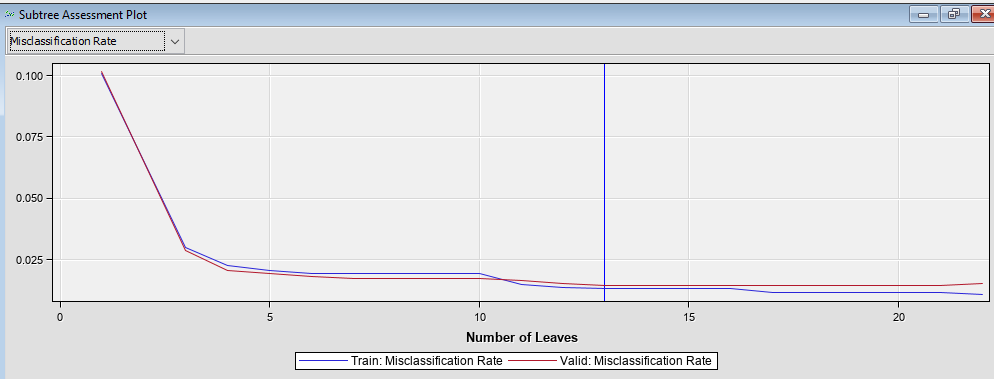 Subtree Assessment Plot
Misclassification Rate
0.100
0.075
0.050
0.025
0 5 10 15 20
Number of Leaves
Train: Misclassification Rate Valid: Misclassification Rate